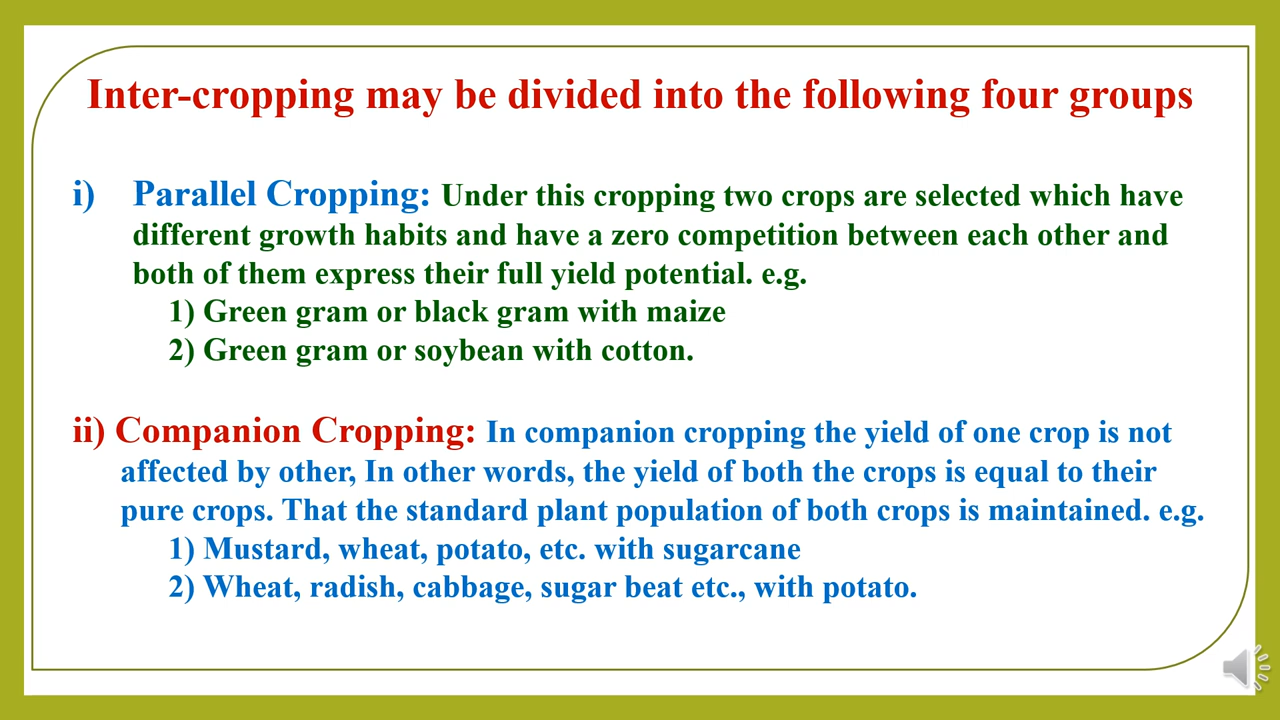 Inter-cropping may be divided into the following four groups
i) Parallel Cropping: Under this cropping two crops are selected which have
different growth habits and have a zero competition between each other and
both of them express their full yield potential. e.g.
1) Green gram or black gram with maize
2) Green gram or soybean with cotton.
ii) Companion Cropping: In companion cropping the yield of one crop is not
affected by other, In other words, the yield of both the crops is equal to their
pure crops. That the standard plant population of both crops is maintained. e.g.
1) Mustard, wheat, potato, etc. with sugarcane
2) Wheat, radish, cabbage, sugar beat etc., with potato.